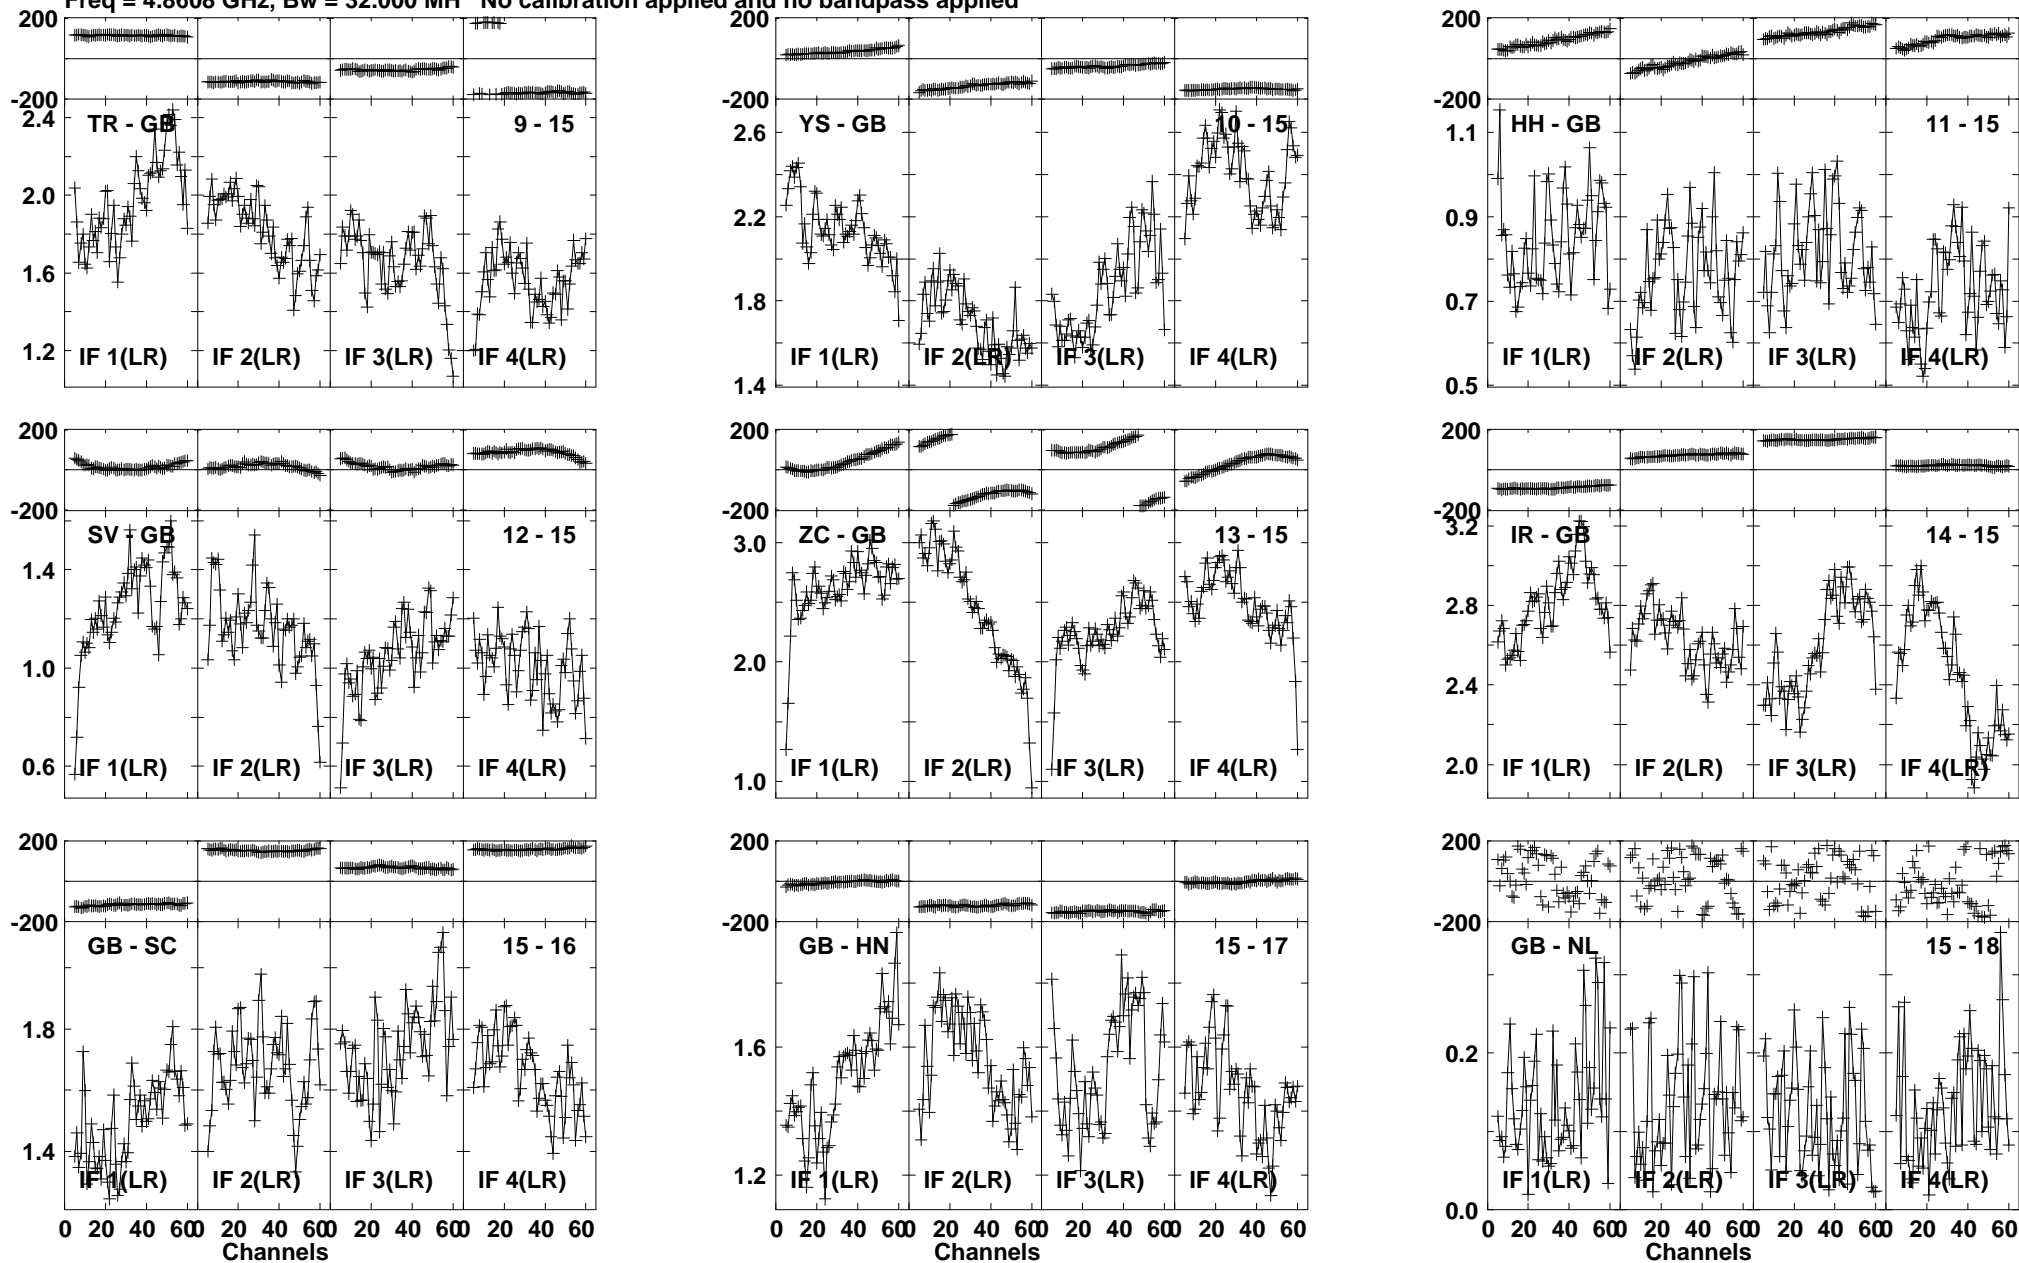 Freq = 4.8608 GHz, Bw = 32.000 MH No calibration applied and no bandpass applied
200
-200
TR - GB
9 - 15
2.4
2.0
1.6
1.2
IF 1(LR) IF 2(LR) IF 3(LR) IF 4(LR)
YS - GB
10 - 15
2.6
2.2
1.8
1.4
IF 1(LR) IF 2(LR) IF 3(LR) IF 4(LR)
200
-200
HH - GB
11 - 15
1.1
0.9
0.7
0.5
IF 1(LR) IF 2(LR) IF 3(LR) IF 4(LR)
200
-200
SV - GB
12 - 15
1.4
1.0
0.6
IF 1(LR) IF 2(LR) IF 3(LR) IF 4(LR)
200
-200
ZC - GB
13 - 15
3.0
2.0
1.0
IF 1(LR) IF 2(LR) IF 3(LR) IF 4(LR)
200
-200
IR - GB
14 - 15
3.2
2.8
2.4
2.0
IF 1(LR) IF 2(LR) IF 3(LR) IF 4(LR)
200
-200
GB - SC
15 - 16
1.8
1.4
IF 1(LR) IF 2(LR) IF 3(LR) IF 4(LR)
0 20 40 60 0 20 40 60 0 20 40 60 0 20 40 60
Channels
200
-200
GB - HN
15 - 17
1.6
1.2
IF 1(LR) IF 2(LR) IF 3(LR) IF 4(LR)
0 20 40 60 0 20 40 60 0 20 40 60 0 20 40 60
Channels
200
-200
GB - NL
15 - 18
0.2
0.0
IF 1(LR) IF 2(LR) IF 3(LR) IF 4(LR)
0 20 40 60 0 20 40 60 0 20 40 60 0 20 40 60
Channels